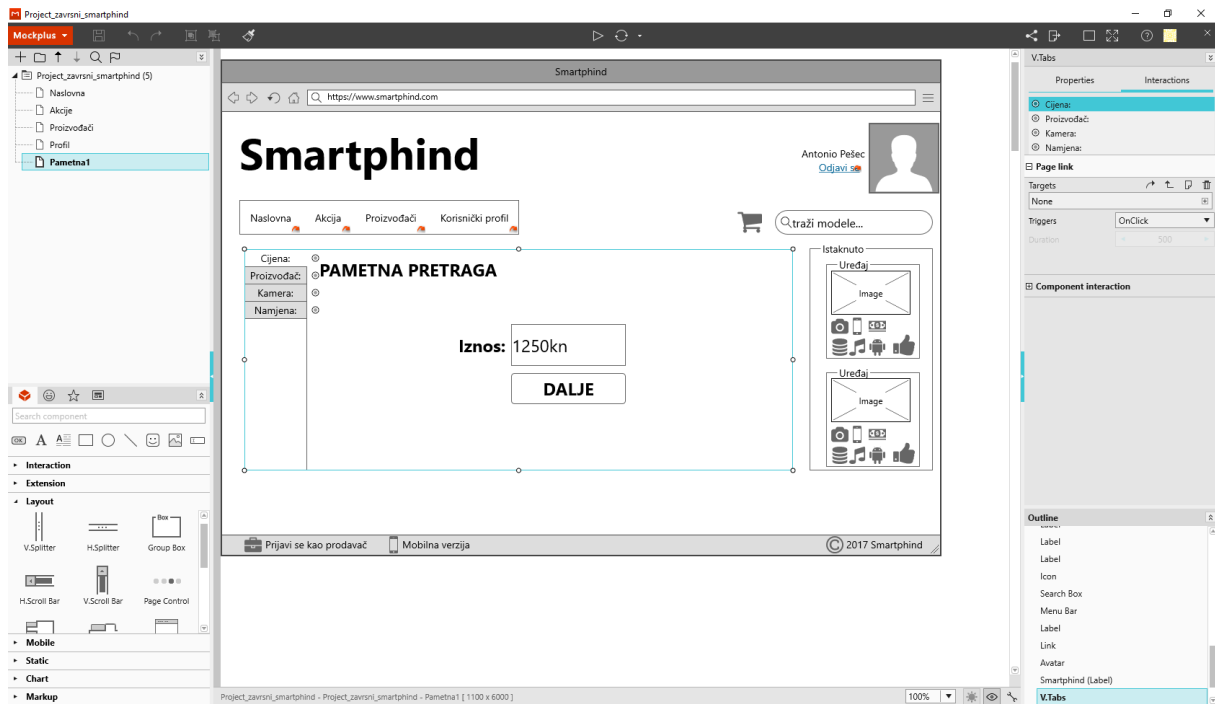 Project_zavrsni_smartphind
Mockplus
Project_zavrsni_smartphind (5)
Naslovna
Akcije
Proizvođači
Profil
Pametna1
Search component
OK
Interaction
Extension
Layout
V.Splitter
H.Splitter
Box
Group Box
H.Scroll Bar
V.Scroll Bar
Page Control
Mobile
Static
Chart
Markup
Smartphind
https://www.smartphind.com
Smartphind
Antonio Pešec
Odjavi se
Naslovna Akcija Proizvođači Korisnički profil
traži modele...
Cijena:
Proizvođač:
Kamera:
Namjena:
PAMETNA PRETRAGA
Iznos: 1250kn
DALJE
Istaknuto
Uređaj
Image
Uređaj
Image
Prijavi se kao prodavač
Mobilna verzija
© 2017 Smartphind
Project_zavrsni_smartphind - Project_zavrsni_smartphind - Pametna1 [ 1100 x 6000 ]
100%
V.Tabs
Properties Interactions
Cijena:
Proizvođač:
Kamera:
Namjena:
Page link
Targets
None
Triggers OnClick
Duration 500
Component interaction
Outline
Label
Label
Label
Icon
Search Box
Menu Bar
Label
Link
Avatar
Smartphind (Label)
V.Tabs